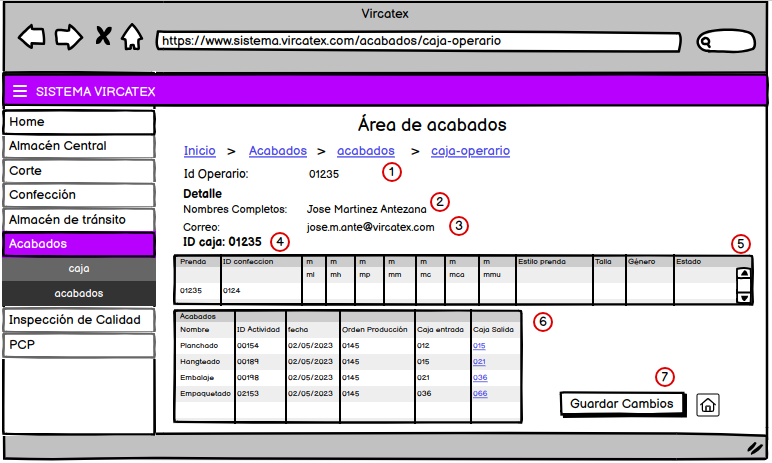 Vircatex
https://www.sistema.vircatex.com/acabados/caja-operario
SISTEMA VIRCATEX
Home
Almacén Central
Corte
Confección
Almacén de tránsito
Acabados
caja
acabados
Inspección de Calidad
PCP
Área de acabados
Inicio > Acabados > acabados > caja-operario
Id Operario: 01235 1
Detalle
Nombres Completos: Jose Martinez Antezana 2
Correo: jose.m.ante@vircatex.com 3
ID caja: 01235 4
5
Prenda ID confeccion m m m m m m m Estilo prenda Talla Género Estado
ml mh mp mm mc mca mmu
01235 0124
6
Acabados
Nombre ID Actividad fecha Orden Producción Caja entrada Caja Salida
Planchado 00154 02/05/2023 0145 012 015
Hangteado 00189 02/05/2023 0145 015 021
Embalaje 00198 02/05/2023 0145 021 036
Empaquetado 02153 02/05/2023 0145 036 066
7
Guardar Cambios